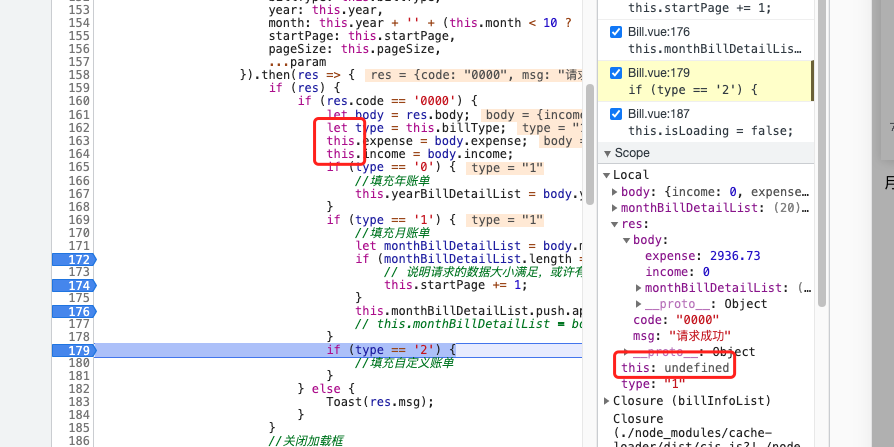 153 year: this.year,
154 month: this.year + '' + (this.month < 10 ?
155 startPage: this.startPage,
156 pageSize: this.pageSize,
157 ...param
158 }).then(res => { res = {code: "0000", msg: "请求
159 if (res) {
160 if (res.code == '0000') {
161 let body = res.body; body = {income
162 let type = this.billType; type = "1
163 this.expense = body.expense; body =
164 this.income = body.income;
165 if (type == '0') { type = "1"
166 //填充年账单
167 this.yearBillDetailList = body.y
168 }
169 if (type == '1') { type = "1"
170 //填充月账单
171 let monthBillDetailList = body.m
172 if (monthBillDetailList.length =
173 // 说明请求的数据大小满足，或许有
174 this.startPage += 1;
175 }
176 this.monthBillDetailList.push.ap
177 // this.monthBillDetailList = bo
178 }
179 if (type == '2') {
180 //填充自定义账单
181 }
182 } else {
183 Toast(res.msg);
184 }
185 }
186 //关闭加载框
this.startPage += 1;
Bill.vue:176
this.monthBillDetailLis…
Bill.vue:179
if (type == '2') {
Bill.vue:187
this.isLoading = false;
Scope
Local
body: {income: 0, expense…
monthBillDetailList: (20)…
res:
body:
expense: 2936.73
income: 0
monthBillDetailList: (…
__proto__: Object
code: "0000"
msg: "请求成功"
__proto__: Object
this: undefined
type: "1"
Closure (billInfoList)
Closure
(./node_modules/cache-
loader/dist/cjs.js?!./node
月